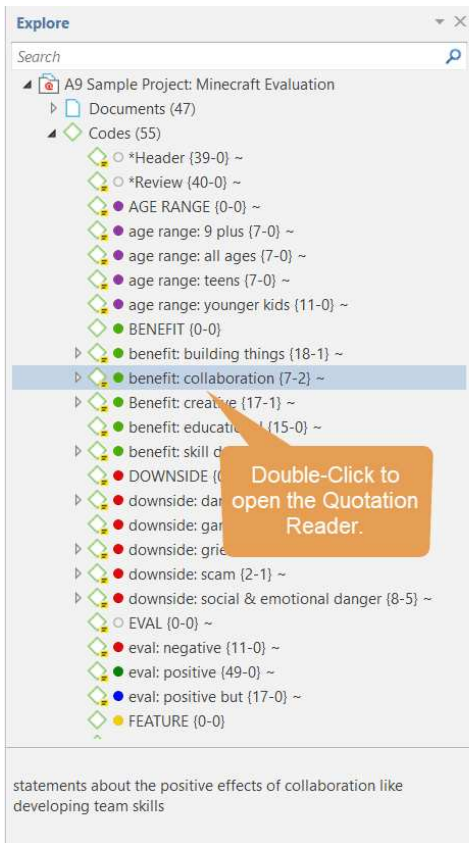 Explore
Search
A9 Sample Project: Minecraft Evaluation
Documents (47)
Codes (55)
*Header {39-0} ~
*Review {40-0} ~
AGE RANGE {0-0} ~
age range: 9 plus {7-0} ~
age range: all ages {7-0} ~
age range: teens {7-0} ~
age range: younger kids {11-0} ~
BENEFIT {0-0}
benefit: building things {18-1} ~
benefit: collaboration {7-2} ~
Benefit: creative {17-1} ~
benefit: educational {15-0} ~
benefit: skill d
DOWNSIDE {0
downside: dan
downside: gam
downside: grie
Double-Click to
open the Quotation
Reader.
downside: scam {2-1} ~
downside: social & emotional danger {8-5} ~
EVAL {0-0} ~
eval: negative {11-0} ~
eval: positive {49-0} ~
eval: positive but {17-0} ~
FEATURE {0-0}
statements about the positive effects of collaboration like
developing team skills